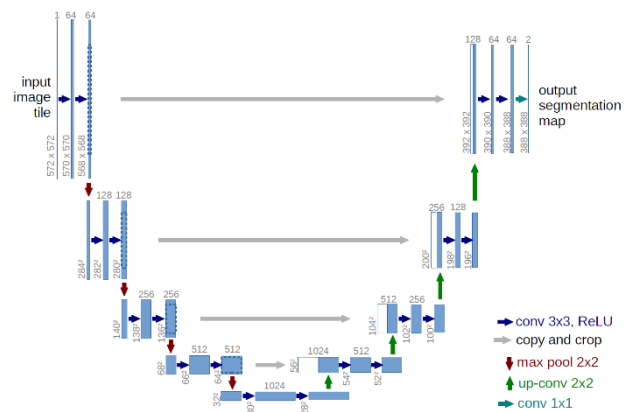 1 64 64
128 64 64 2
input
image
tile
output
segmentation
map
572 x 572
570 x 570
568 x 568
392 x 392
390 x 390
388 x 388
388 x 388
128 128
256 128
284²
282²
280²
200²
198²
196²
256 256
512 256
140²
138²
136²
104²
102²
100²
conv 3x3, ReLU
copy and crop
512 512
1024 512
68²
66²
64²
56²
54²
52²
max pool 2x2
1024
32²
28²
up-conv 2x2
conv 1x1